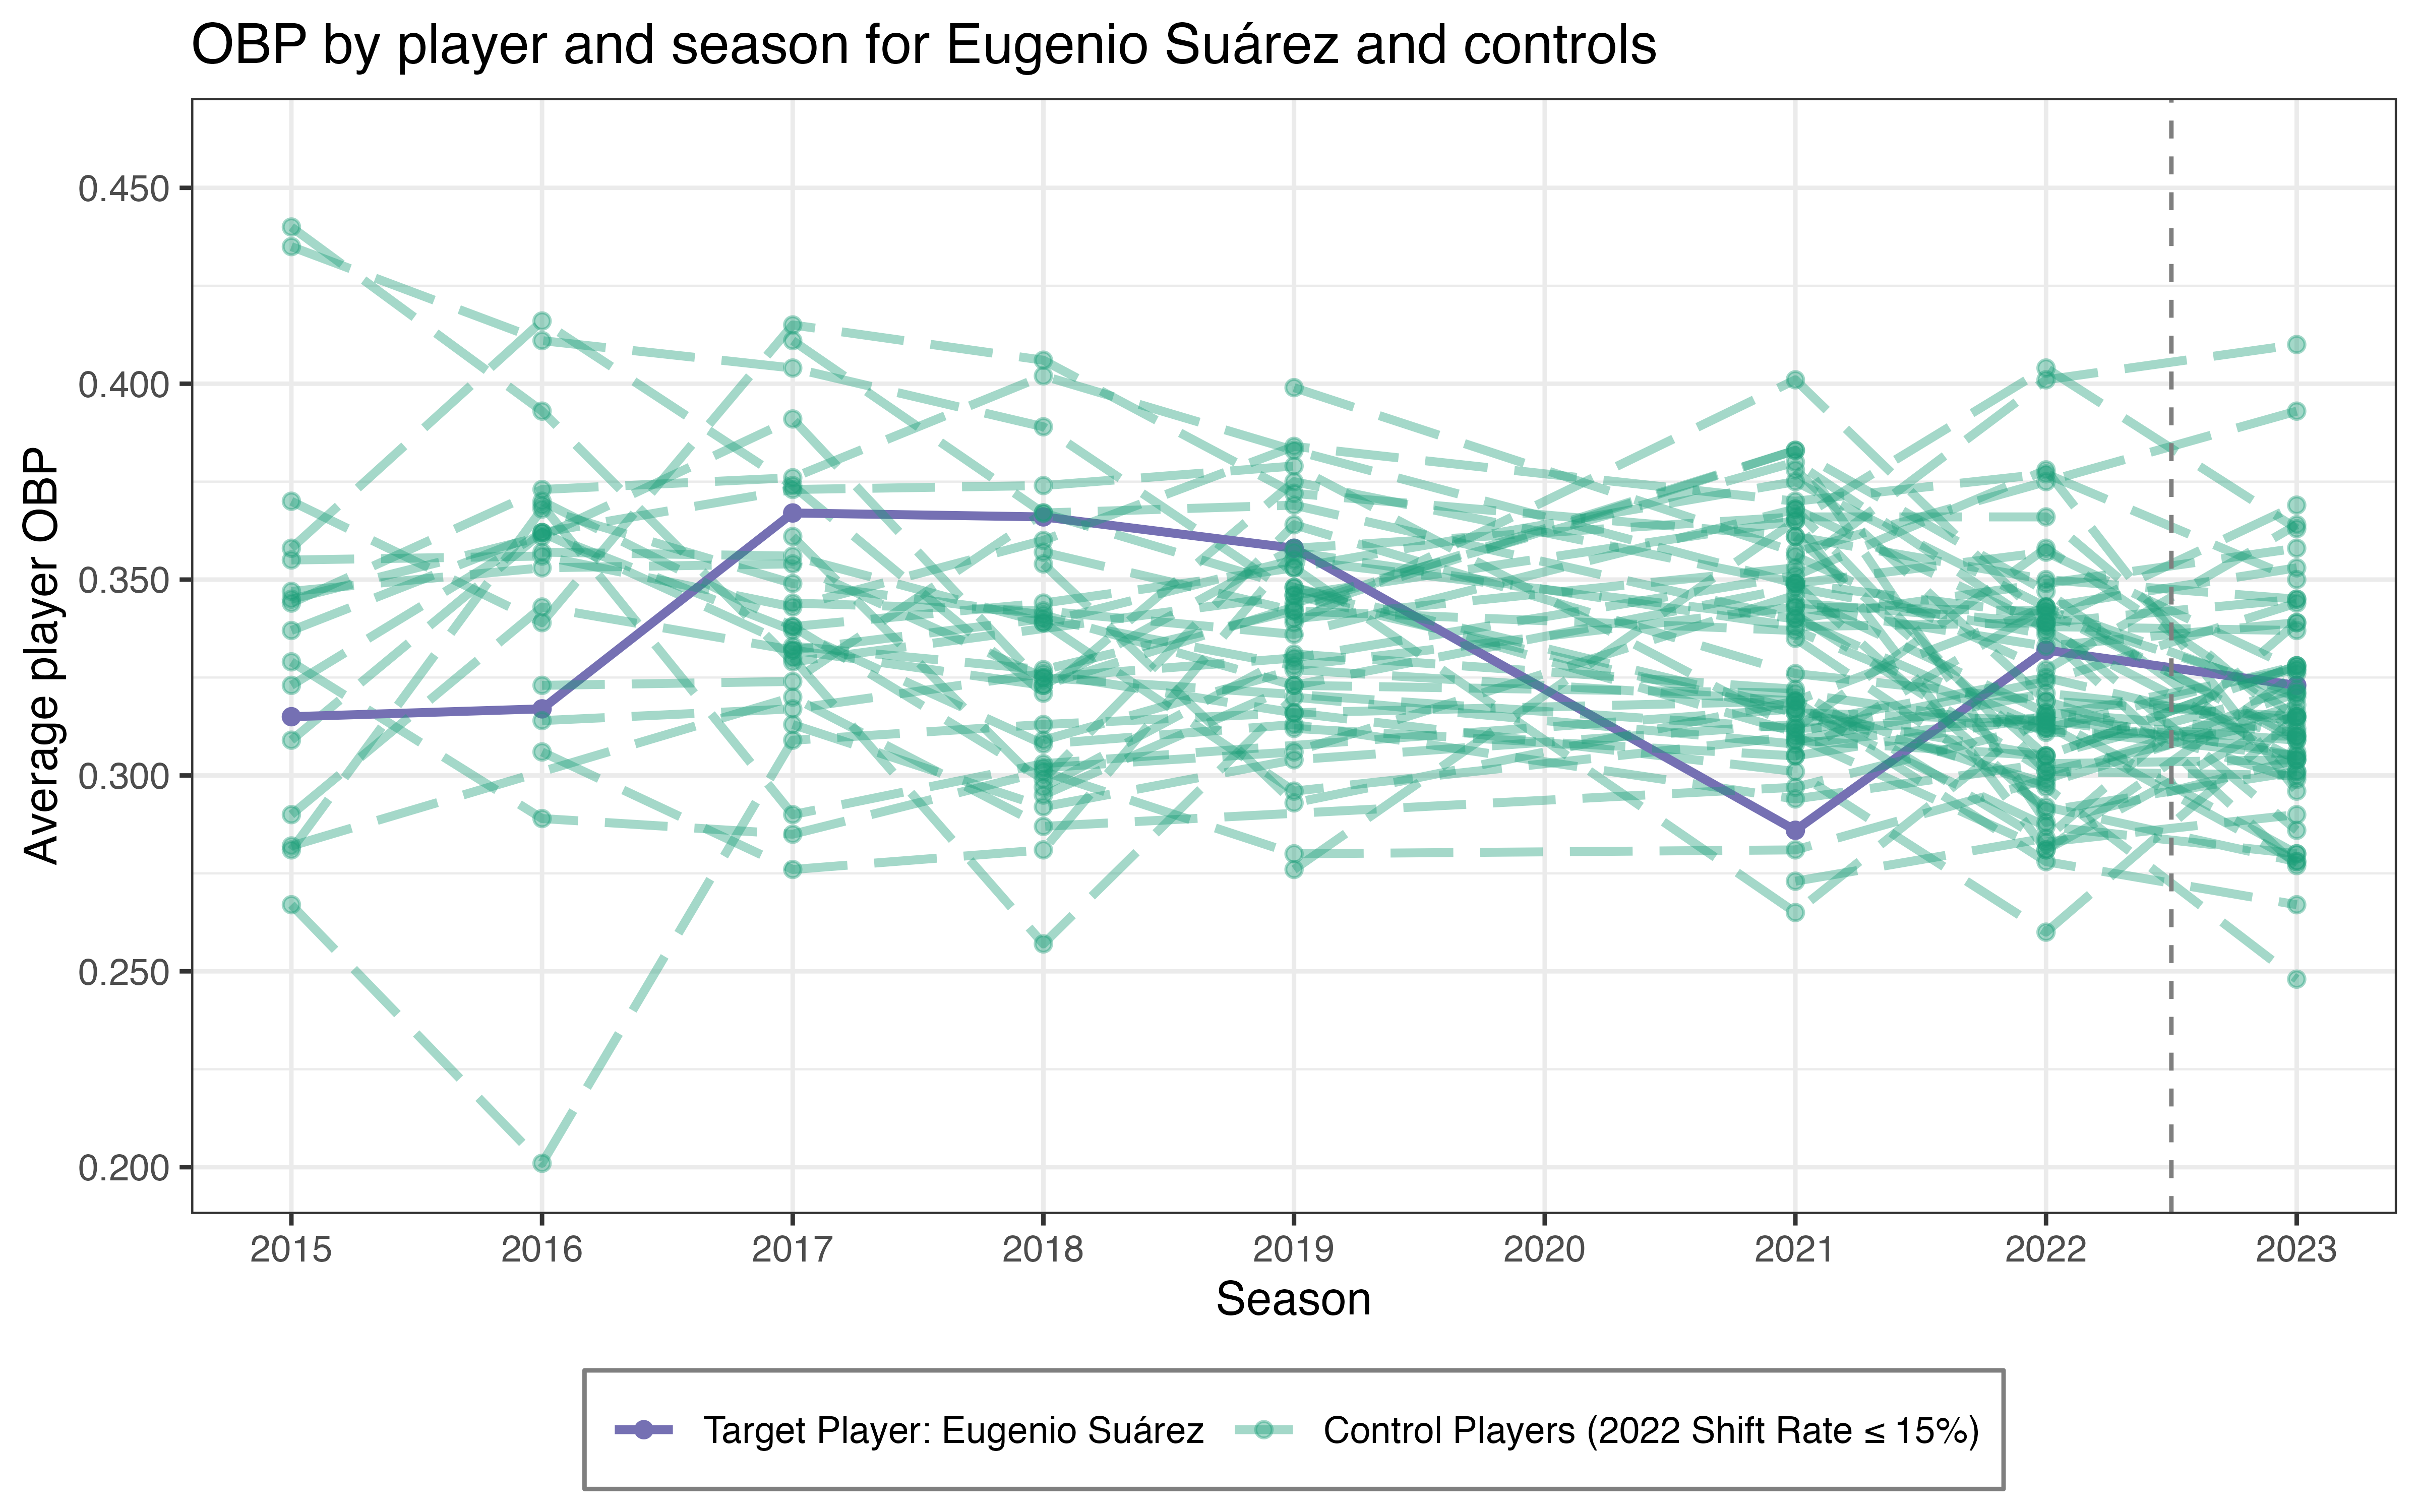 OBP by player and season for Eugenio Suárez and controls
Average player OBP
0.450
0.400
0.350
0.300
0.250
0.200
2015 2016 2017 2018 2019 2020 2021 2022 2023
Season
Target Player: Eugenio Suárez Control Players (2022 Shift Rate ≤ 15%)